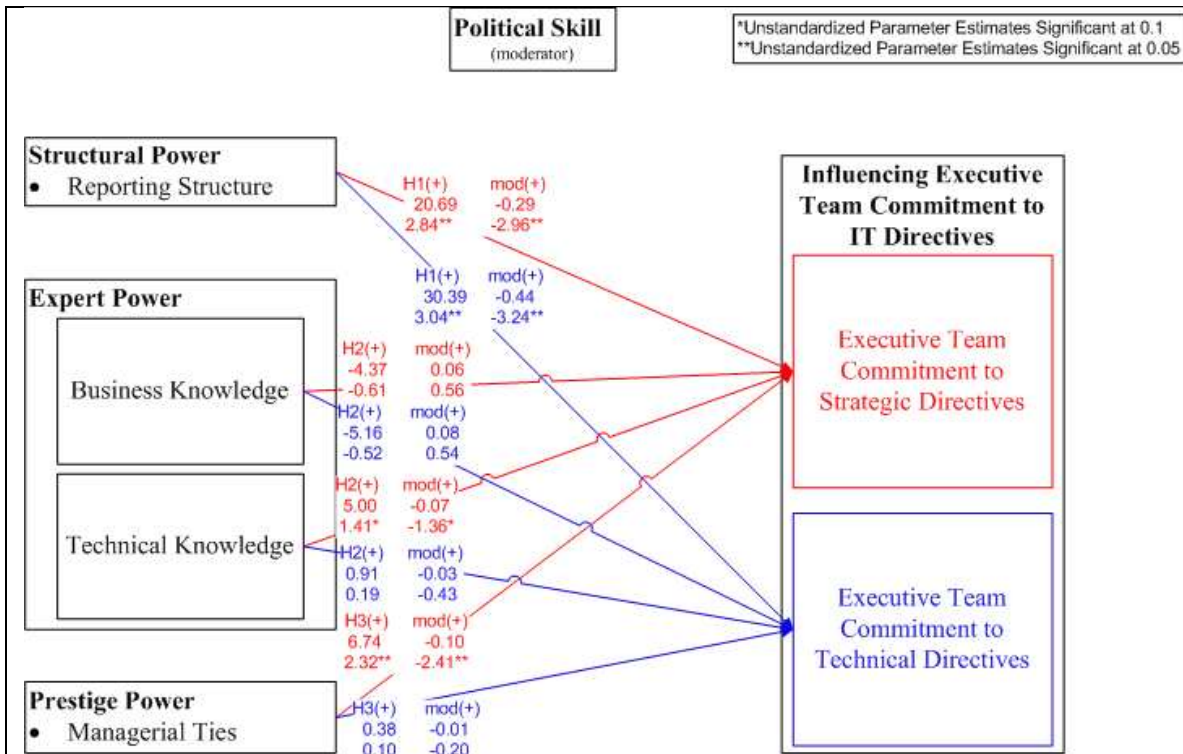 Political Skill
(moderator)
*Unstandardized Parameter Estimates Significant at 0.1
**Unstandardized Parameter Estimates Significant at 0.05
Structural Power
• Reporting Structure
H1(+) mod(+)
20.69 -0.29
2.84** -2.96**
H1(+) mod(+)
30.39 -0.44
3.04** -3.24**
Expert Power
Business Knowledge
H2(+) mod(+)
-4.37 0.06
-0.61 0.56
H2(+) mod(+)
-5.16 0.08
-0.52 0.54
Technical Knowledge
H2(+) mod(+)
5.00 -0.07
1.41* -1.36*
H2(+) mod(+)
0.91 -0.03
0.19 -0.43
Prestige Power
• Managerial Ties
H3(+) mod(+)
6.74 -0.10
2.32** -2.41**
H3(+) mod(+)
0.38 -0.01
0.10 -0.20
Influencing Executive
Team Commitment to
IT Directives
Executive Team
Commitment to
Strategic Directives
Executive Team
Commitment to
Technical Directives